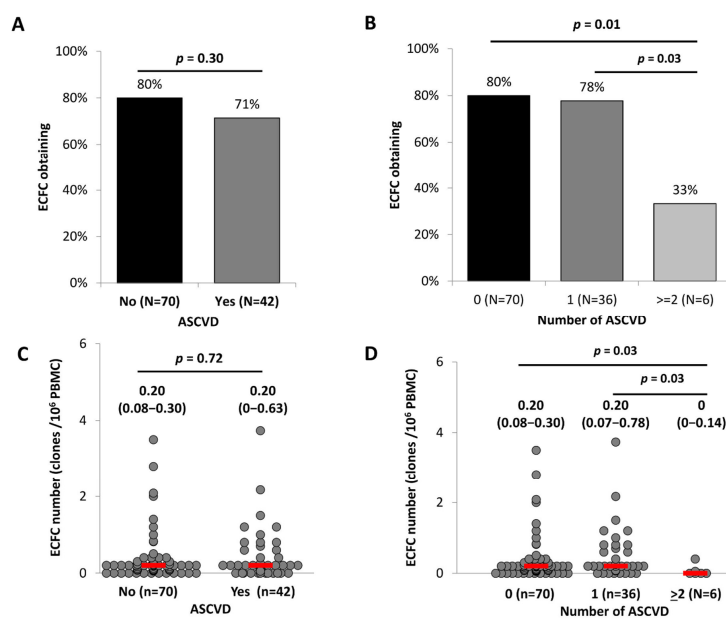 A
p = 0.30
100%
80%
60%
40%
20%
0%
ECFC obtaining
80%
71%
No (N=70) Yes (N=42)
ASCVD
B
p = 0.01
p = 0.03
100%
80%
60%
40%
20%
0%
ECFC obtaining
80%
78%
33%
0 (N=70) 1 (N=36) >=2 (N=6)
Number of ASCVD
C
p = 0.72
6
4
2
0
ECFC number (clones /10⁶ PBMC)
0.20 0.20
(0.08–0.30) (0–0.63)
No (n=70) Yes (n=42)
ASCVD
D
p = 0.03
p = 0.03
6
4
2
0
ECFC number (clones /10⁶ PBMC)
0.20 0.20 0
(0.08–0.30) (0.07–0.78) (0–0.14)
0 (n=70) 1 (n=36) ≥2 (N=6)
Number of ASCVD